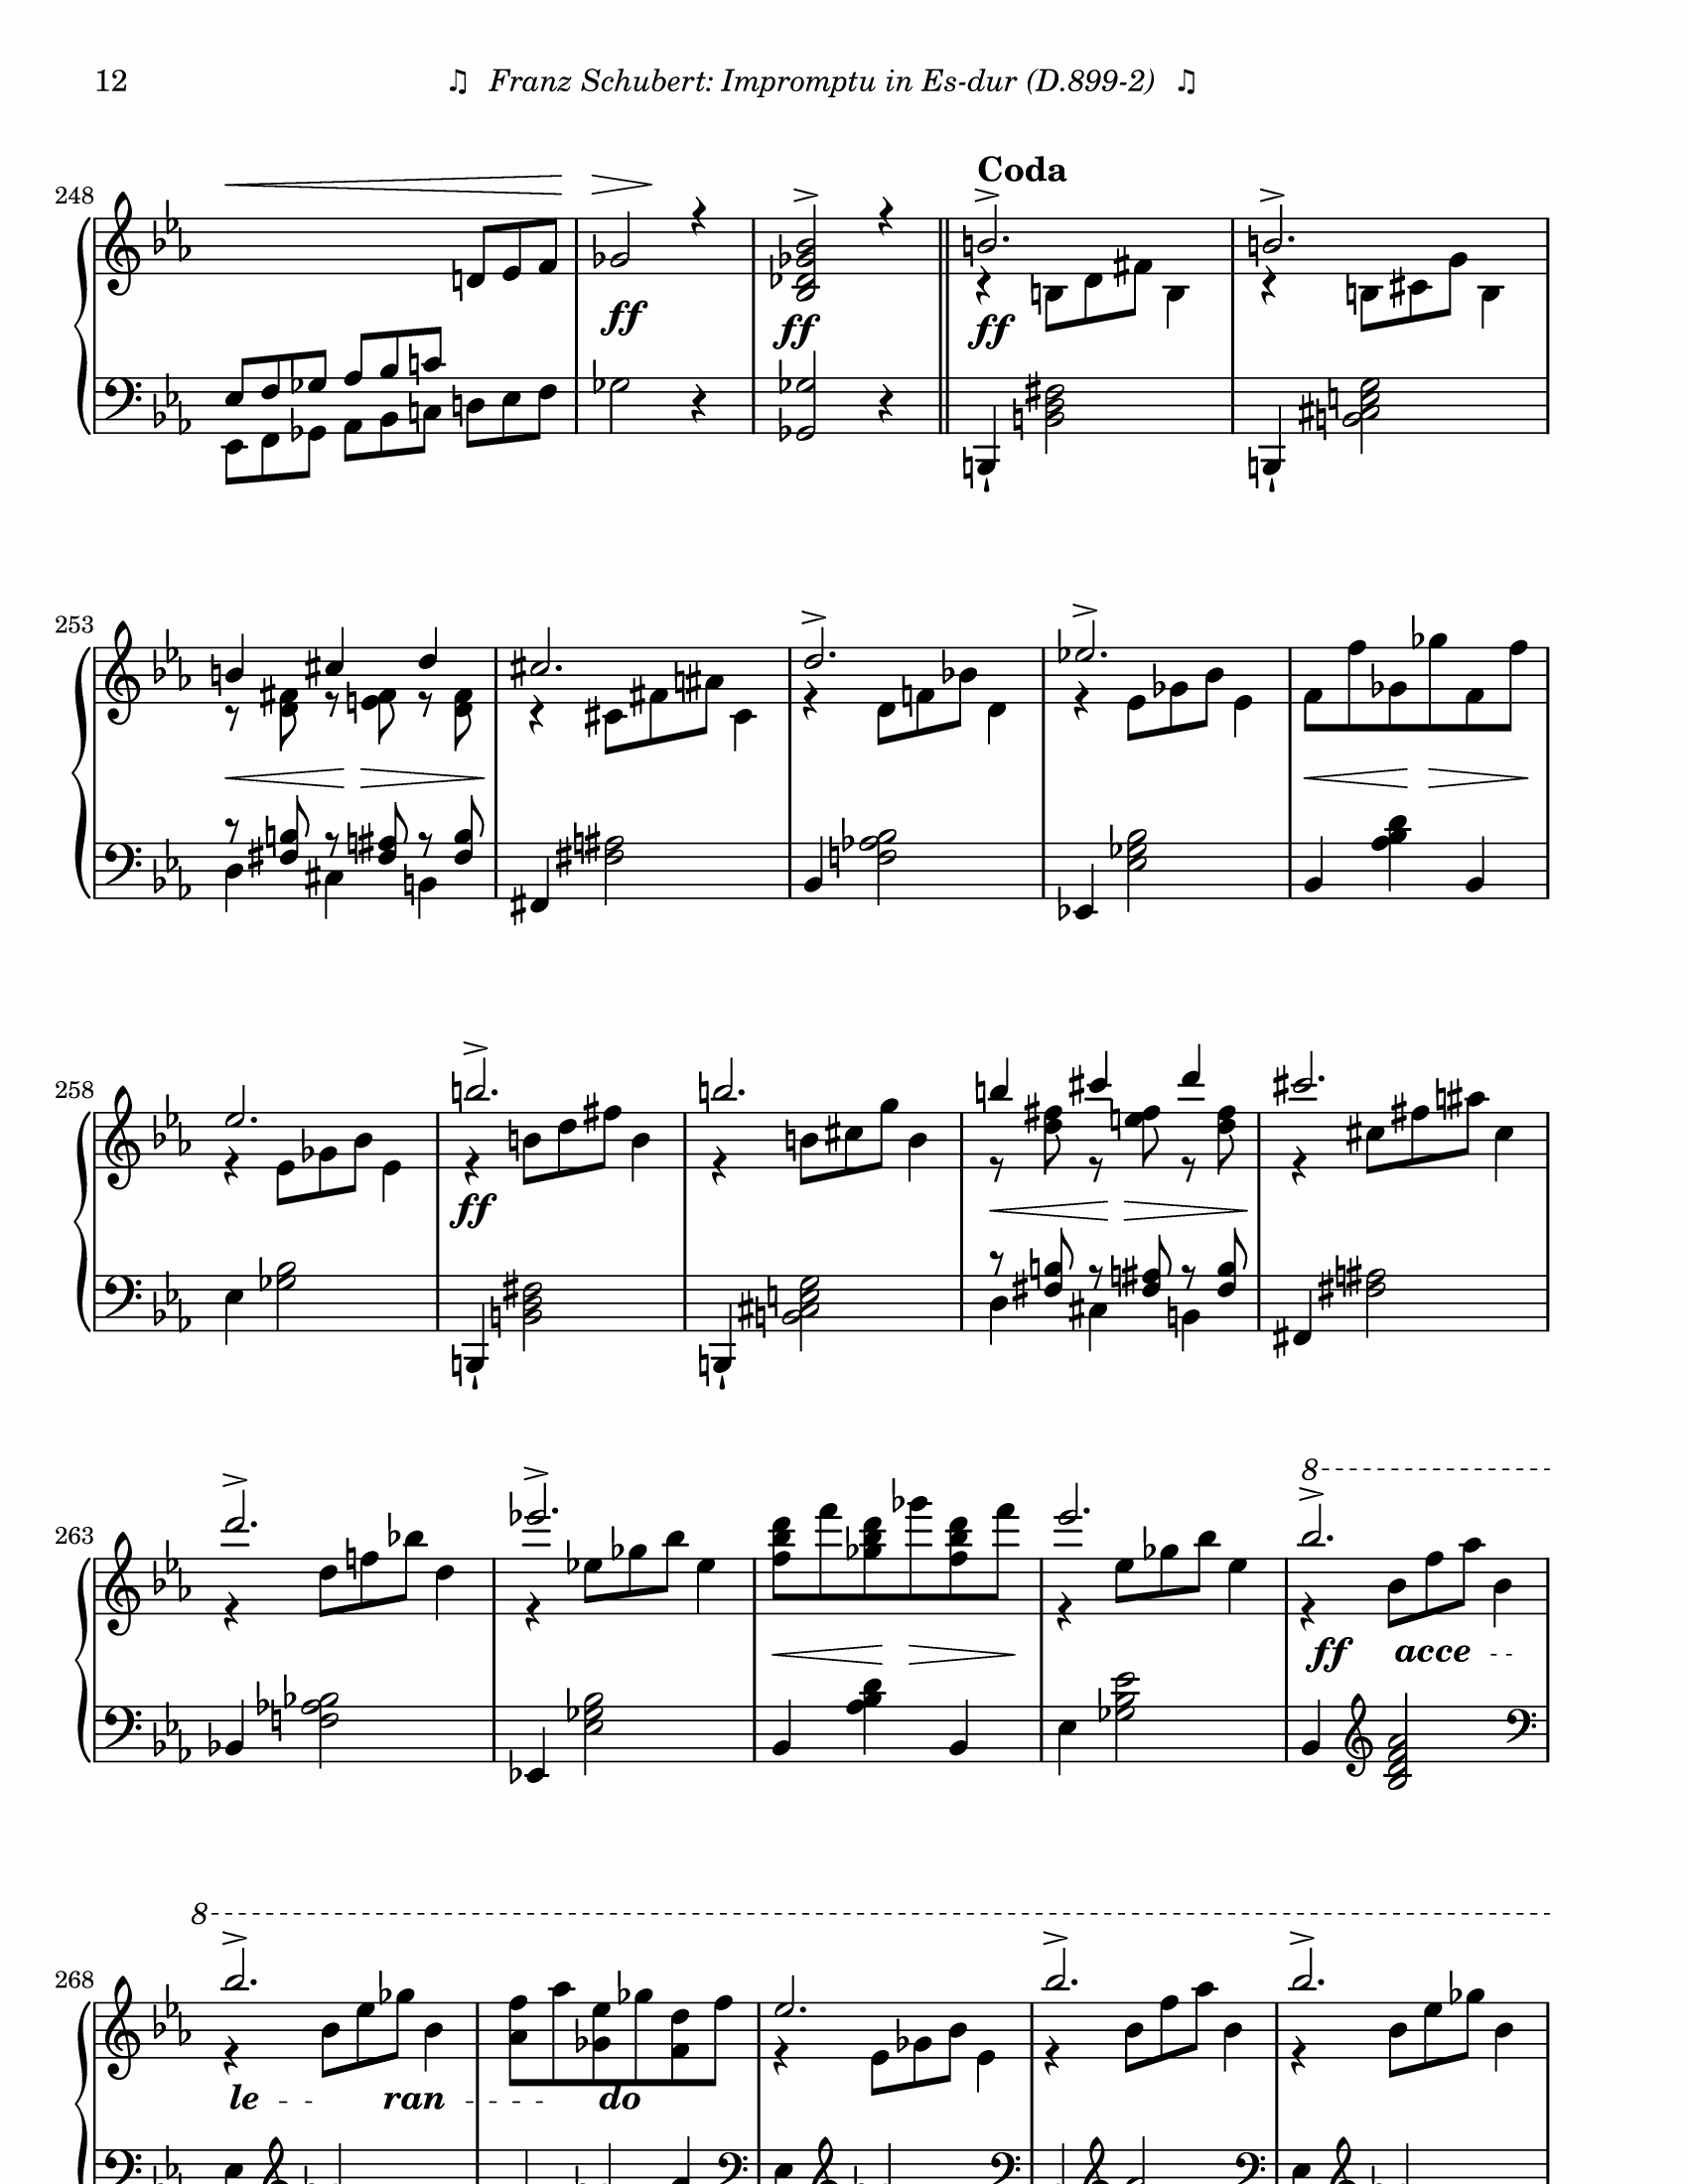 12 ♫ Franz Schubert: Impromptu in Es-dur (D.899-2) ♫
Coda
248
ff ff ff
253
258
ff
8
263
ff acce - -
8
268
le - - ran - - - - do